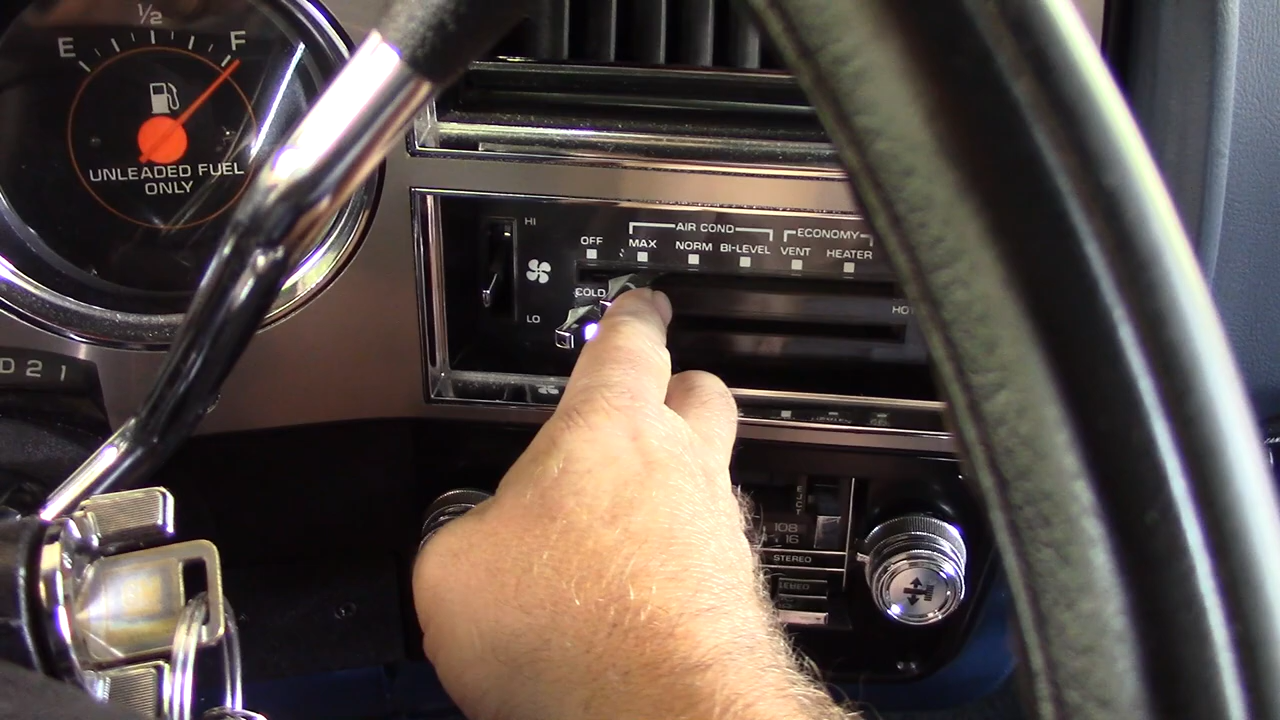 E 1/2 F
UNLEADED FUEL
ONLY
D 2 1
HI
LO
AIR COND
ECONOMY
OFF MAX NORM BI-LEVEL VENT HEATER
COLD
HOT
EJECT
108
16
STEREO